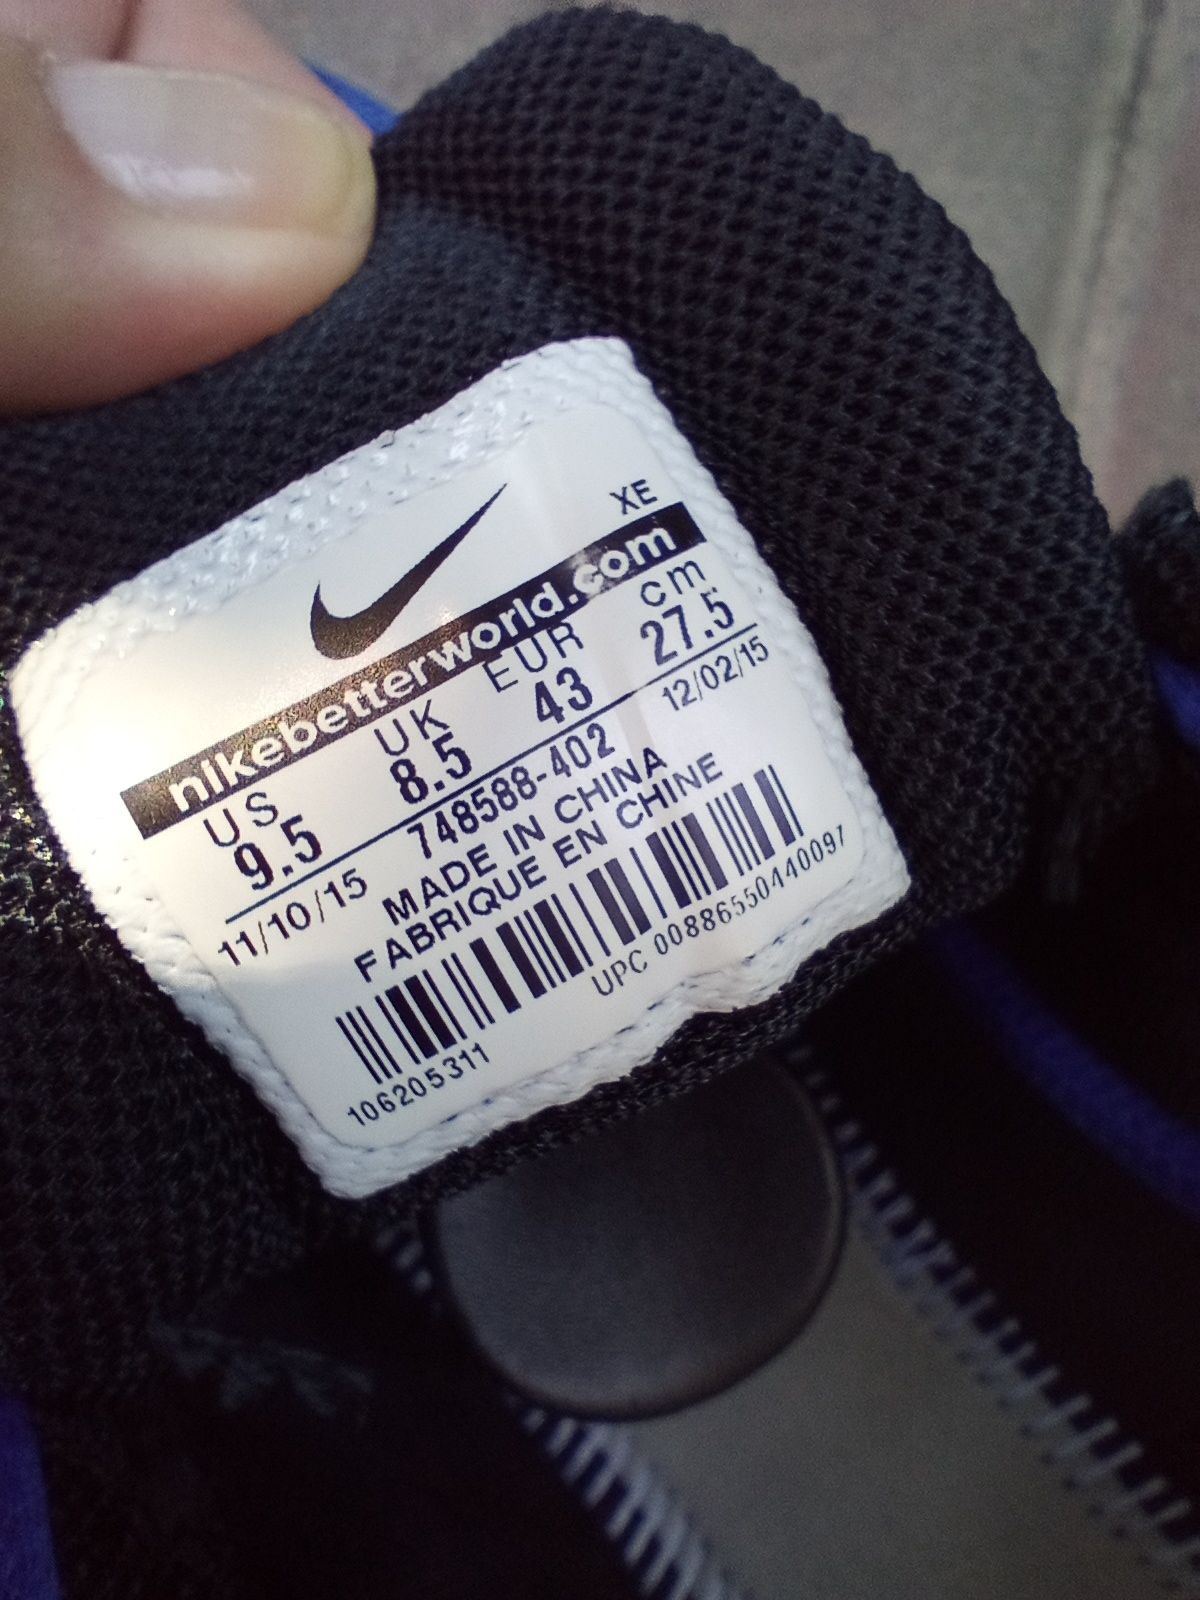 XE
nikebetterworld.com
US UK EUR cm
9.5 8.5 43 27.5
11/10/15 748588-402 12/02/15
MADE IN CHINA
FABRIQUE EN CHINE
UPC 00886550440097
106205311